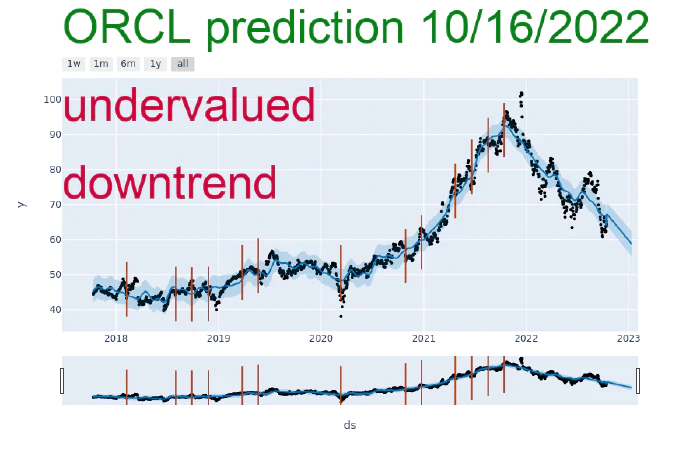 ORCL prediction 10/16/2022
1w 1m 6m 1y all
undervalued
downtrend
100
90
80
70
60
50
40
y
2018 2019 2020 2021 2022 2023
ds